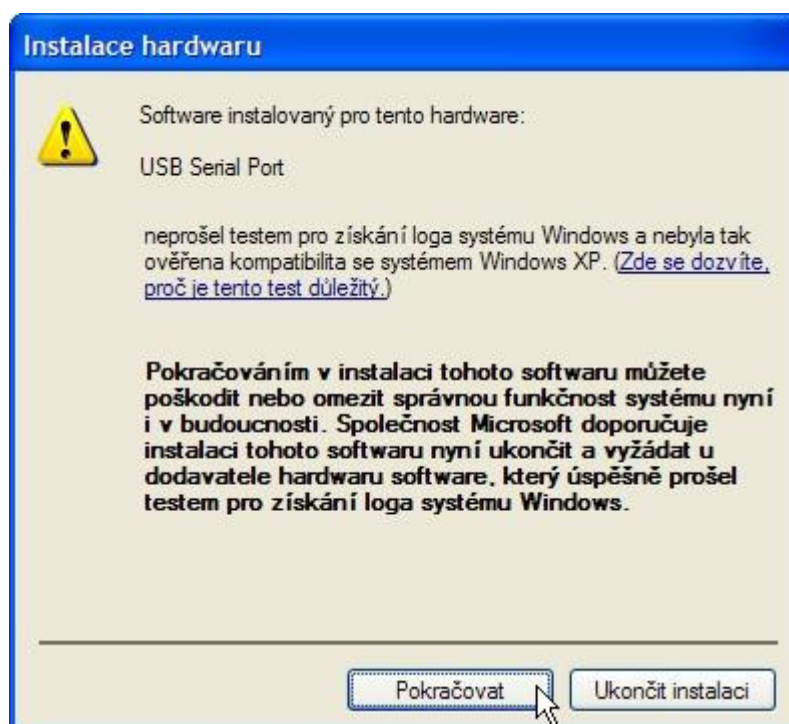 Instalace hardwaru
Software instalovaný pro tento hardware:
USB Serial Port
neprošel testem pro získání loga systému Windows a nebyla tak
ověřena kompatibilita se systémem Windows XP. (Zde se dozvíte,
proč je tento test důležitý.)
Pokračováním v instalaci tohoto softwaru můžete
poškodit nebo omezit správnou funkčnost systému nyní
i v budoucnosti. Společnost Microsoft doporučuje
instalaci tohoto softwaru nyní ukončit a vyžádat u
dodavatele hardwaru software, který úspěšně prošel
testem pro získání loga systému Windows.
Pokračovat
Ukončit instalaci